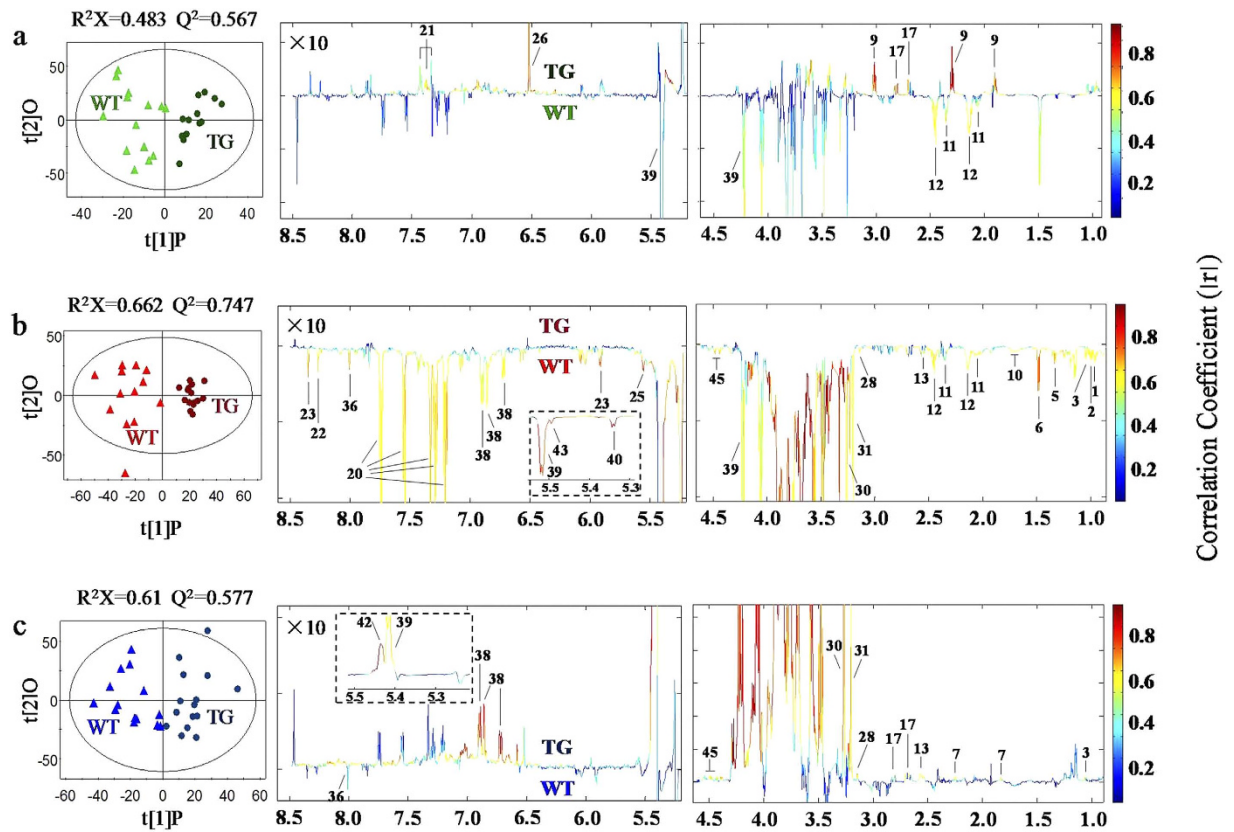 a
R²X=0.483 Q²=0.567
t[2]O
50
0
-50
WT
TG
-40 -20 0 20 40
t[1]P
×10
21
26
TG
WT
39
8.5 8.0 7.5 7.0 6.5 6.0 5.5
9 17 17 9 9
39
12 11 12 11
4.5 4.0 3.5 3.0 2.5 2.0 1.5 1.0
0.8
0.6
0.4
0.2
b
R²X=0.662 Q²=0.747
t[2]O
50
0
-50
WT
TG
-60 -40 -20 0 20 40 60
t[1]P
×10
TG
WT
23 22 36 20 38 38 38 23 25
43 39 40
5.5 5.4 5.3
8.5 8.0 7.5 7.0 6.5 6.0 5.5
45 39 28 31 30 13 12 11 12 11 10 6 5 3 2 1
4.5 4.0 3.5 3.0 2.5 2.0 1.5 1.0
0.8
0.6
0.4
0.2
c
R²X=0.61 Q²=0.577
t[2]O
50
0
-50
WT
TG
-60 -40 -20 0 20 40 60
t[1]P
×10
42 39
5.5 5.4 5.3
38
38
TG
WT
36
8.5 8.0 7.5 7.0 6.5 6.0 5.5
30 31
45 28 17 17 13 7 7 3
4.5 4.0 3.5 3.0 2.5 2.0 1.5 1.0
0.8
0.6
0.4
0.2
Correlation Coefficient (|r|)